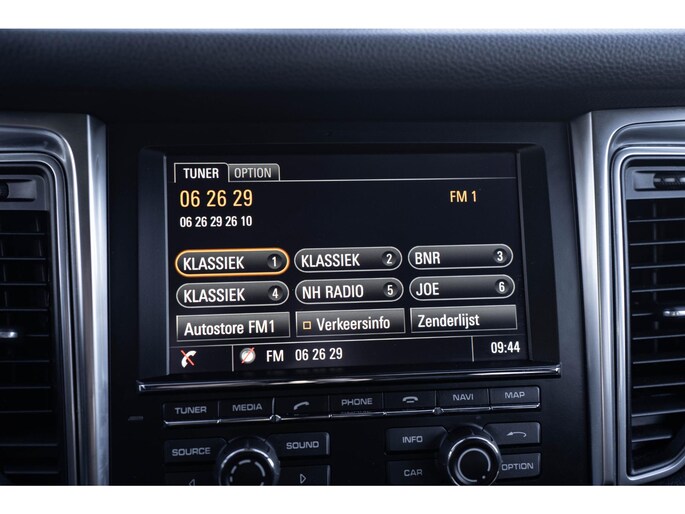 TUNER OPTION
06 26 29 FM 1
06 26 29 26 10
KLASSIEK 1 KLASSIEK 2 BNR 3
KLASSIEK 4 NH RADIO 5 JOE 6
Autostore FM1 Verkeersinfo Zenderlijst
FM 06 26 29 09:44
TUNER MEDIA PHONE NAVI MAP
SOURCE SOUND INFO
CAR OPTION